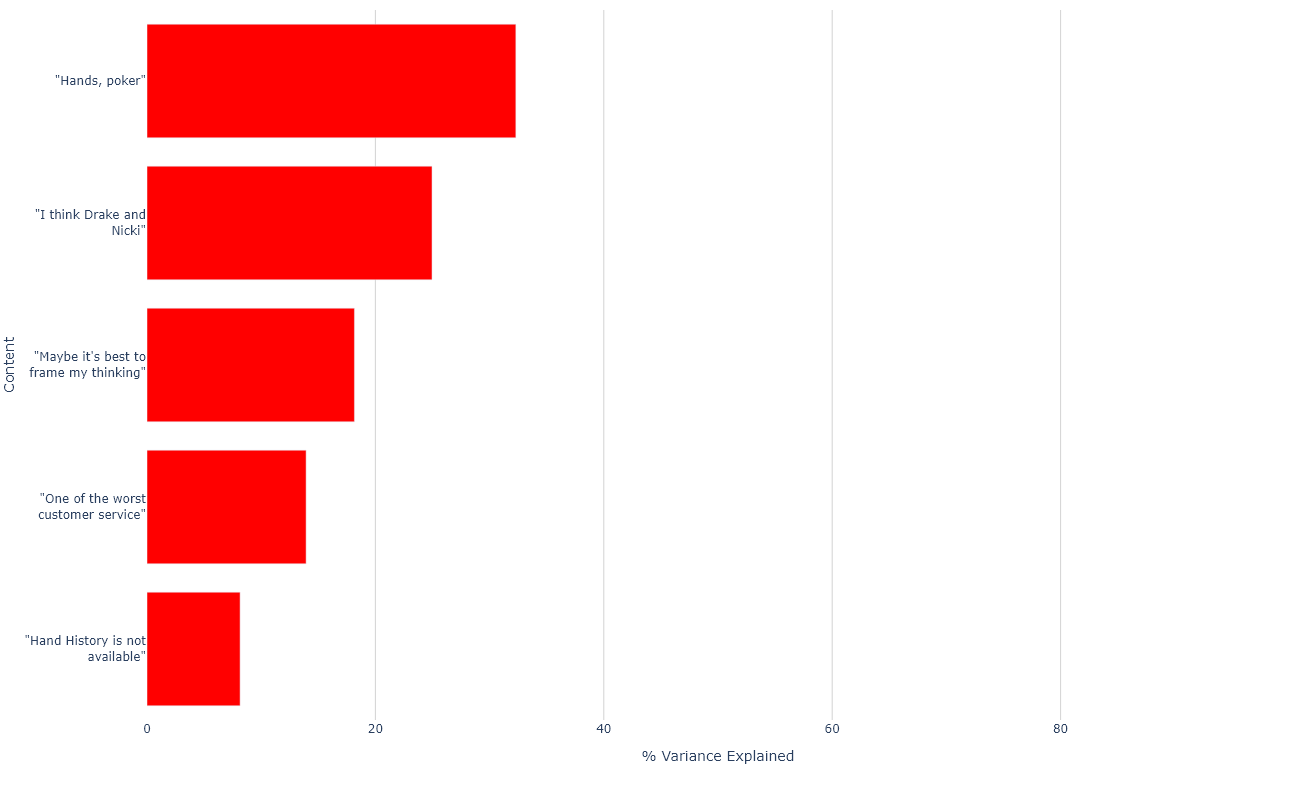 "Hands, poker"
"I think Drake and
Nicki"
"Maybe it's best to
frame my thinking"
"One of the worst
customer service"
"Hand History is not
available"
Content
0 20 40 60 80
% Variance Explained